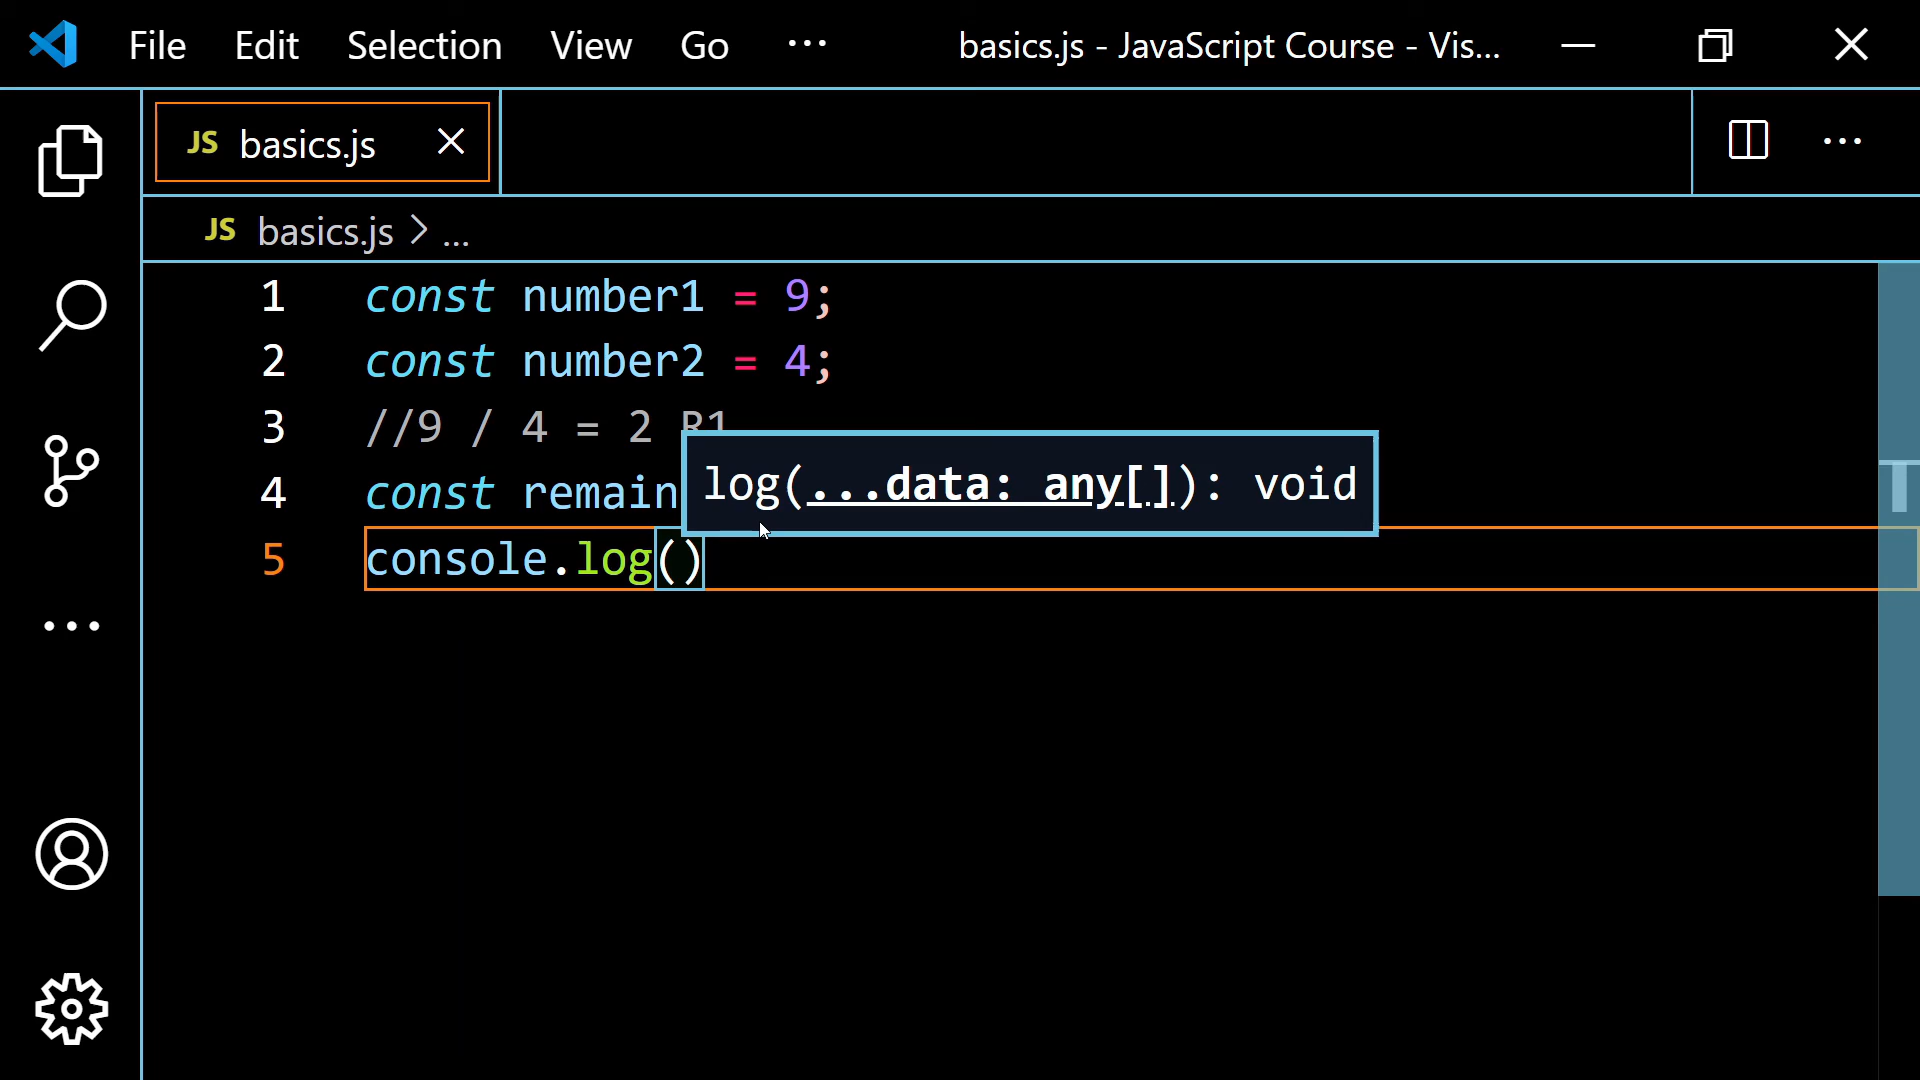 File Edit Selection View Go ··· basics.js - JavaScript Course - Vis...
JS basics.js
JS basics.js > ...
1 const number1 = 9;
2 const number2 = 4;
3 //9 / 4 = 2 R1
4 const remain
log(...data: any[]): void
5 console.log()